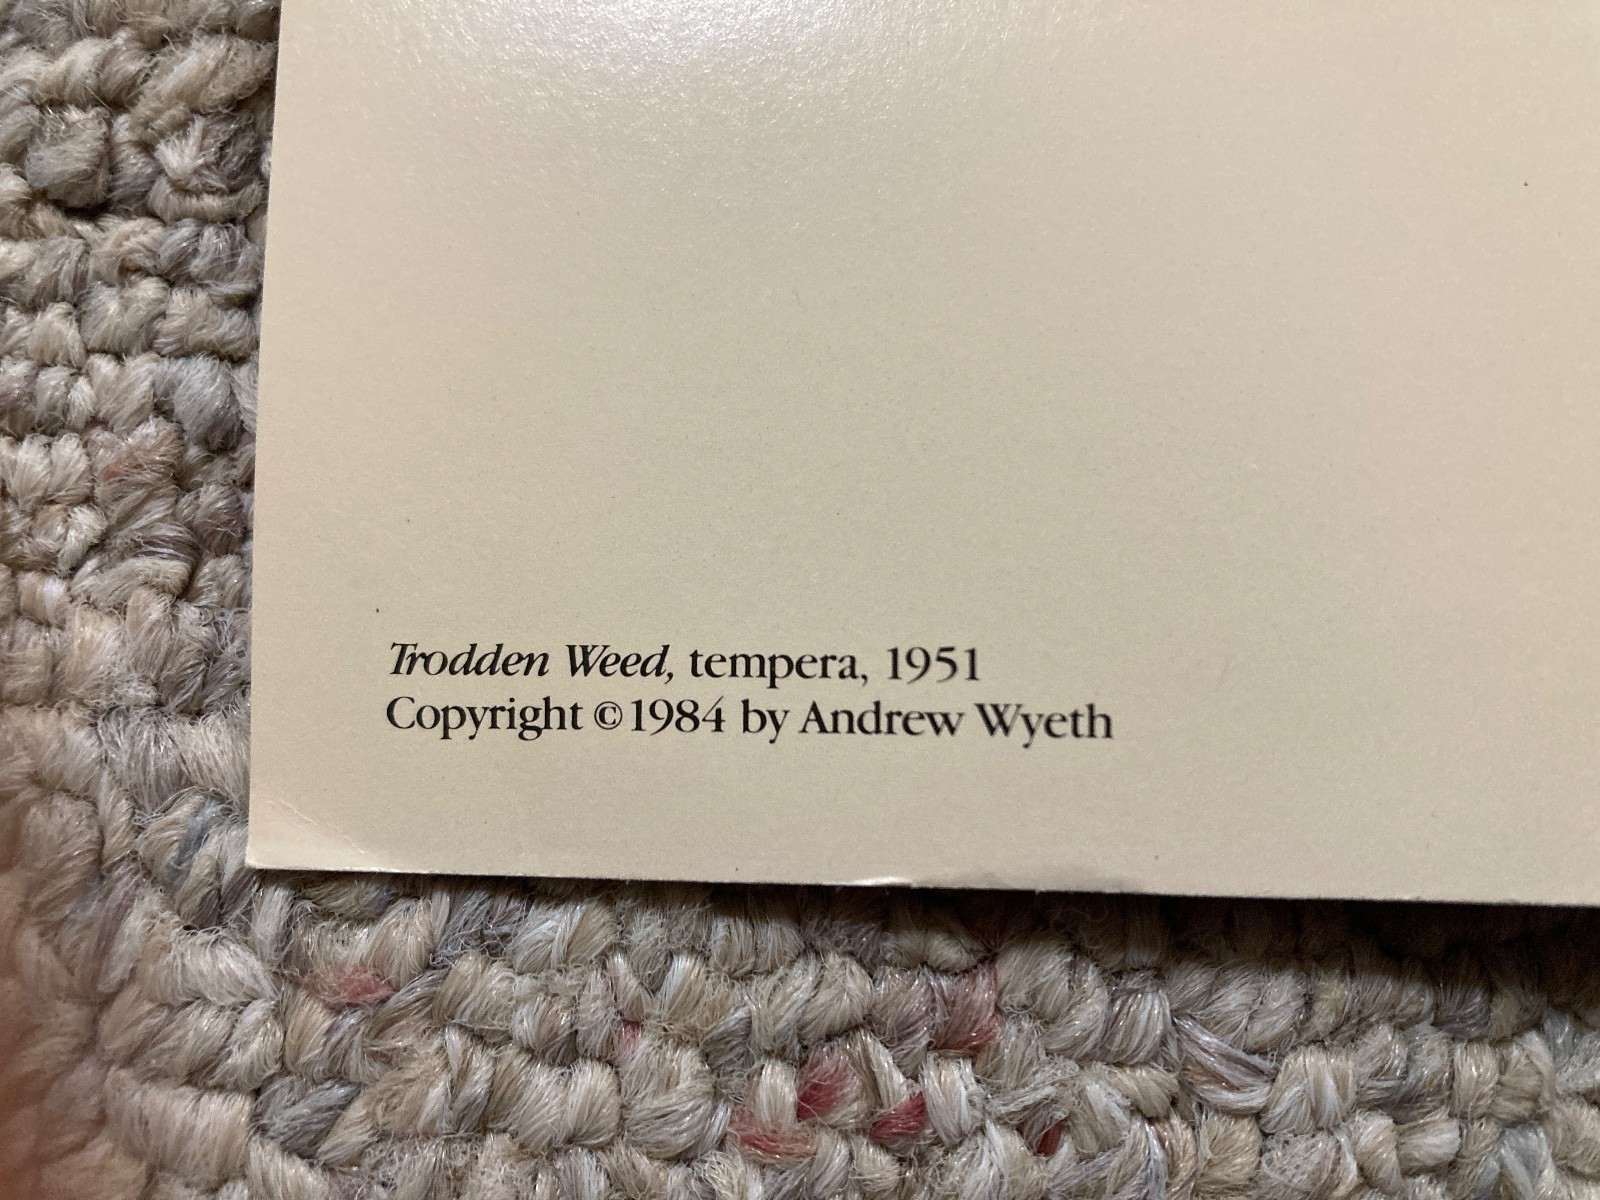 Trodden Weed, tempera, 1951
Copyright ©1984 by Andrew Wyeth